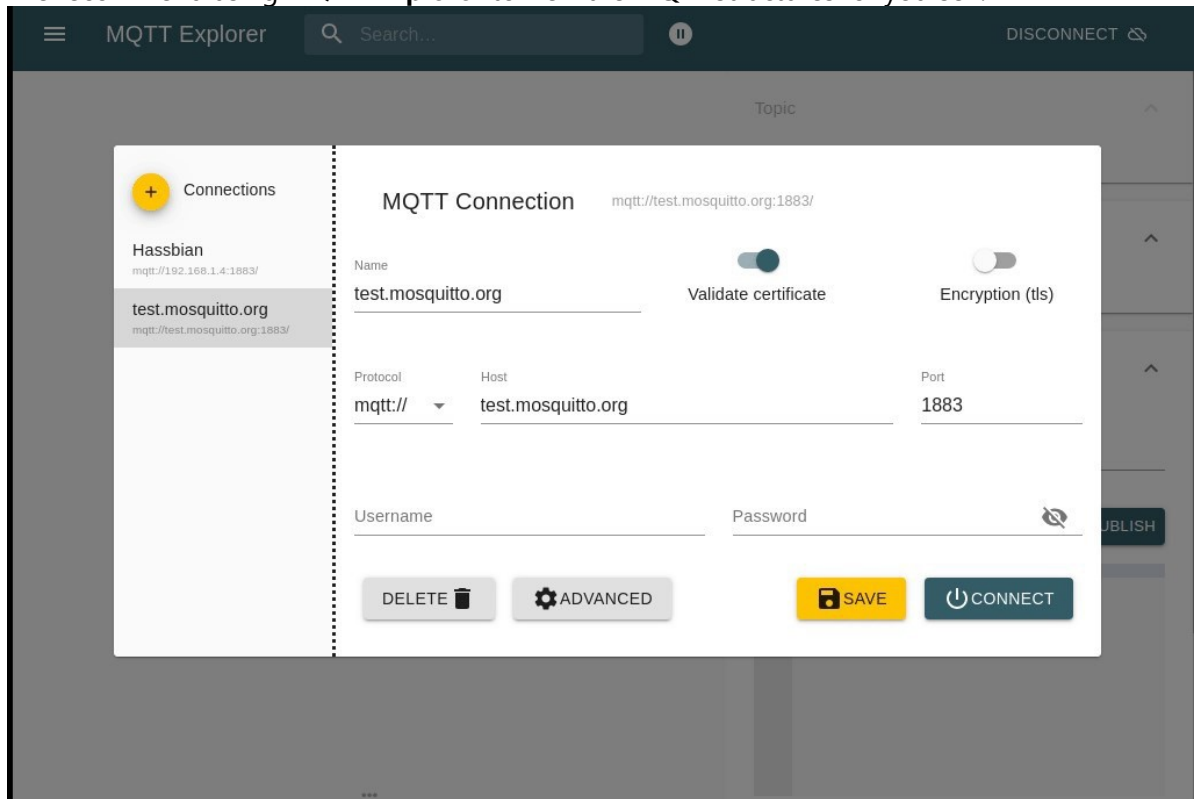 MQTT Explorer
Search...
DISCONNECT
Topic
Connections
Hassbian
mqtt://192.168.1.4:1883/
test.mosquitto.org
mqtt://test.mosquitto.org:1883/
MQTT Connection mqtt://test.mosquitto.org:1883/
Name
test.mosquitto.org
Validate certificate
Encryption (tls)
Protocol Host Port
mqtt:// test.mosquitto.org 1883
Username Password
DELETE ADVANCED SAVE CONNECT